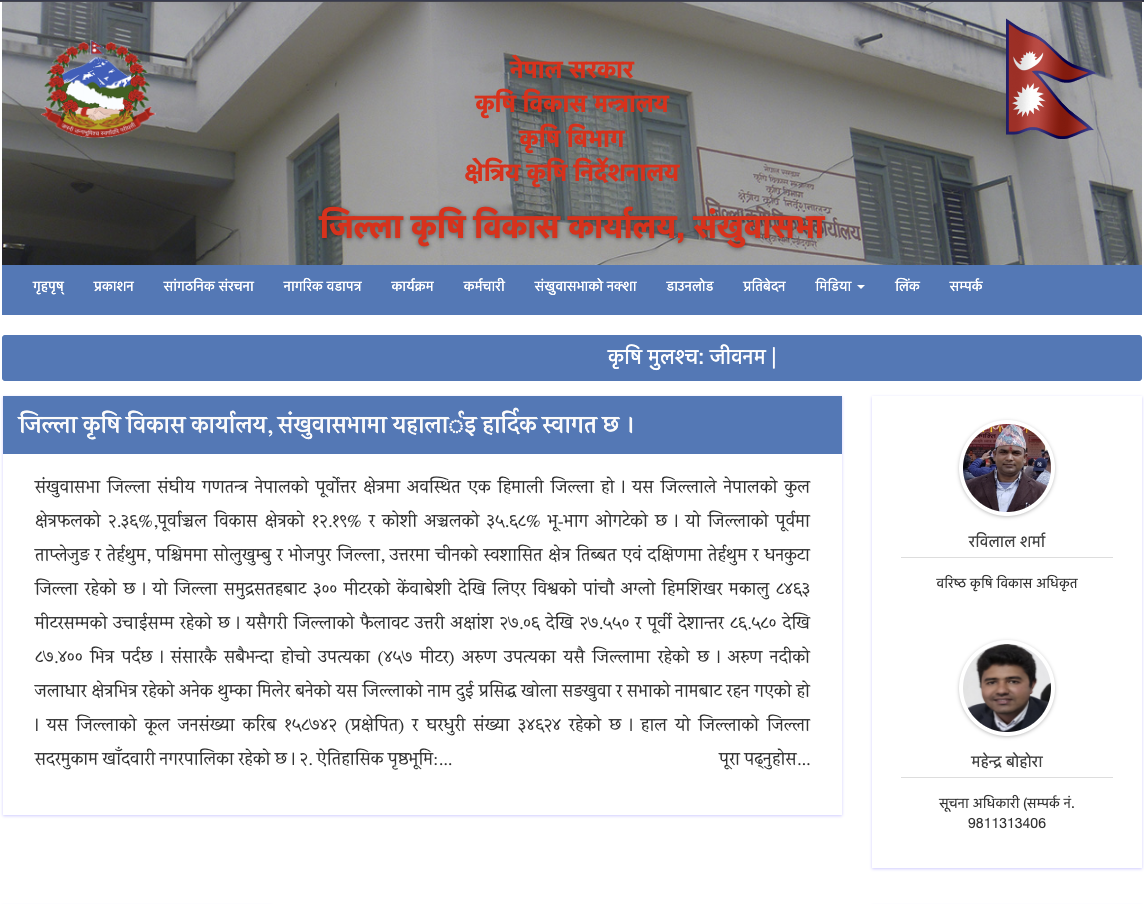 नेपाल सरकार
कृषि विकास मन्त्रालय
कृषि विभाग
क्षेत्रिय कृषि निर्देशनालय
जिल्ला कृषि विकास कार्यालय, संखुवासभा
गृहपृष् प्रकाशन सांगठनिक संरचना नागरिक वडापत्र कार्यक्रम कर्मचारी संखुवासभाको नक्शा डाउनलोड प्रतिबेदन मिडिया लिंक सम्पर्क
कृषि मुलश्च: जीवनम |
जिल्ला कृषि विकास कार्यालय, संखुवासभामा यहालार्इ हार्दिक स्वागत छ ।
संखुवासभा जिल्ला संघीय गणतन्त्र नेपालको पूर्वोत्तर क्षेत्रमा अवस्थित एक हिमाली जिल्ला हो । यस जिल्लाले नेपालको कुल
क्षेत्रफलको २.३६%,पूर्वाञ्चल विकास क्षेत्रको १२.१९% र कोशी अञ्चलको ३५.६८% भू-भाग ओगटेको छ । यो जिल्लाको पूर्वमा
ताप्लेजुङ र तेर्हथुम, पश्चिममा सोलुखुम्बु र भोजपुर जिल्ला, उत्तरमा चीनको स्वशासित क्षेत्र तिब्बत एवं दक्षिणमा तेर्हथुम र धनकुटा
जिल्ला रहेको छ । यो जिल्ला समुद्रसतहबाट ३०० मीटरको केंवाबेशी देखि लिएर विश्वको पांचौ अग्लो हिमशिखर मकालु ८४६३
मीटरसम्मको उचाईसम्म रहेको छ । यसैगरी जिल्लाको फैलावट उत्तरी अक्षांश २७.०६ देखि २७.५५० र पूर्वी देशान्तर ८६.५८० देखि
८७.४०० भित्र पर्दछ । संसारकै सबैभन्दा होचो उपत्यका (४५७ मीटर) अरुण उपत्यका यसै जिल्लामा रहेको छ । अरुण नदीको
जलाधार क्षेत्रभित्र रहेको अनेक थुम्का मिलेर बनेको यस जिल्लाको नाम दुई प्रसिद्ध खोला सङखुवा र सभाको नामबाट रहन गएको हो
। यस जिल्लाको कूल जनसंख्या करिब १५८७४२ (प्रक्षेपित) र घरधुरी संख्या ३४६२४ रहेको छ । हाल यो जिल्लाको जिल्ला
सदरमुकाम खाँदवारी नगरपालिका रहेको छ । २. ऐतिहासिक पृष्ठभूमि:... पूरा पढ्नुहोस...
रविलाल शर्मा
वरिष्ठ कृषि विकास अधिकृत
महेन्द्र बोहोरा
सूचना अधिकारी (सम्पर्क नं.
9811313406